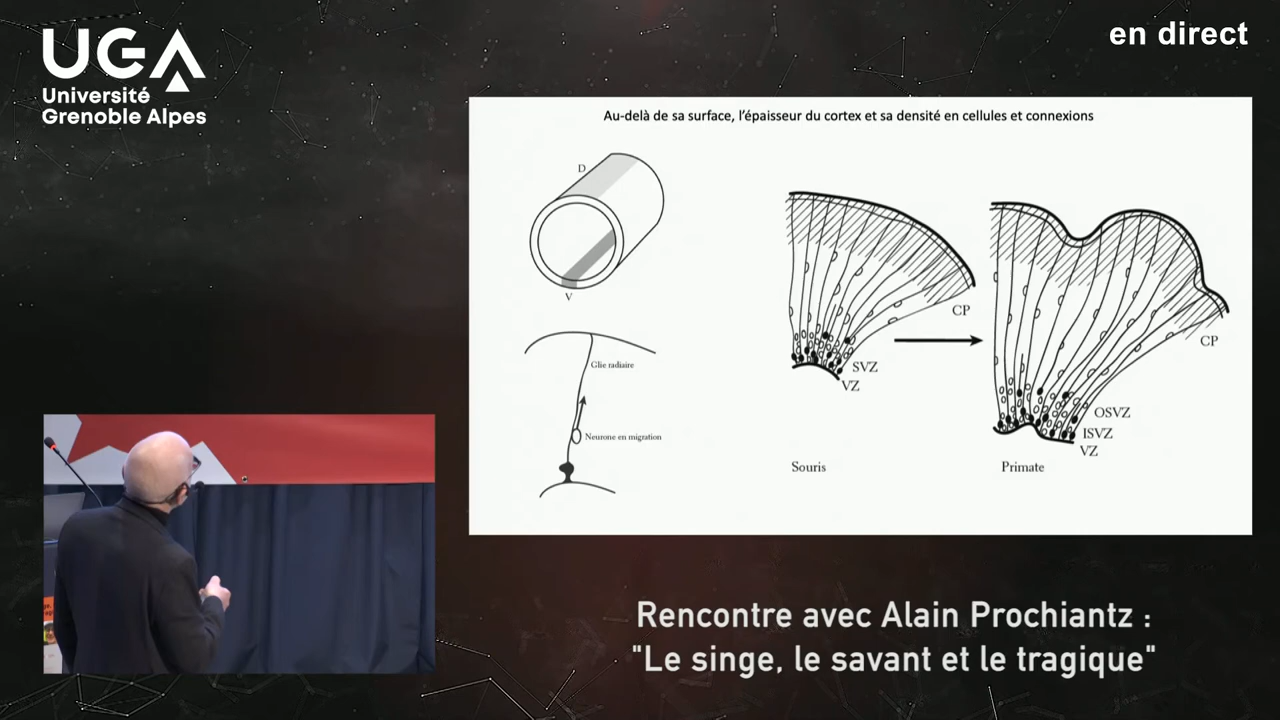 UGA
Université
Grenoble Alpes
en direct
Au-delà de sa surface, l'épaisseur du cortex et sa densité en cellules et connexions
D
V
Glie radiaire
Neurone en migration
CP
SVZ
VZ
Souris
CP
OSVZ
ISVZ
VZ
Primate
Rencontre avec Alain Prochiantz :
"Le singe, le savant et le tragique"